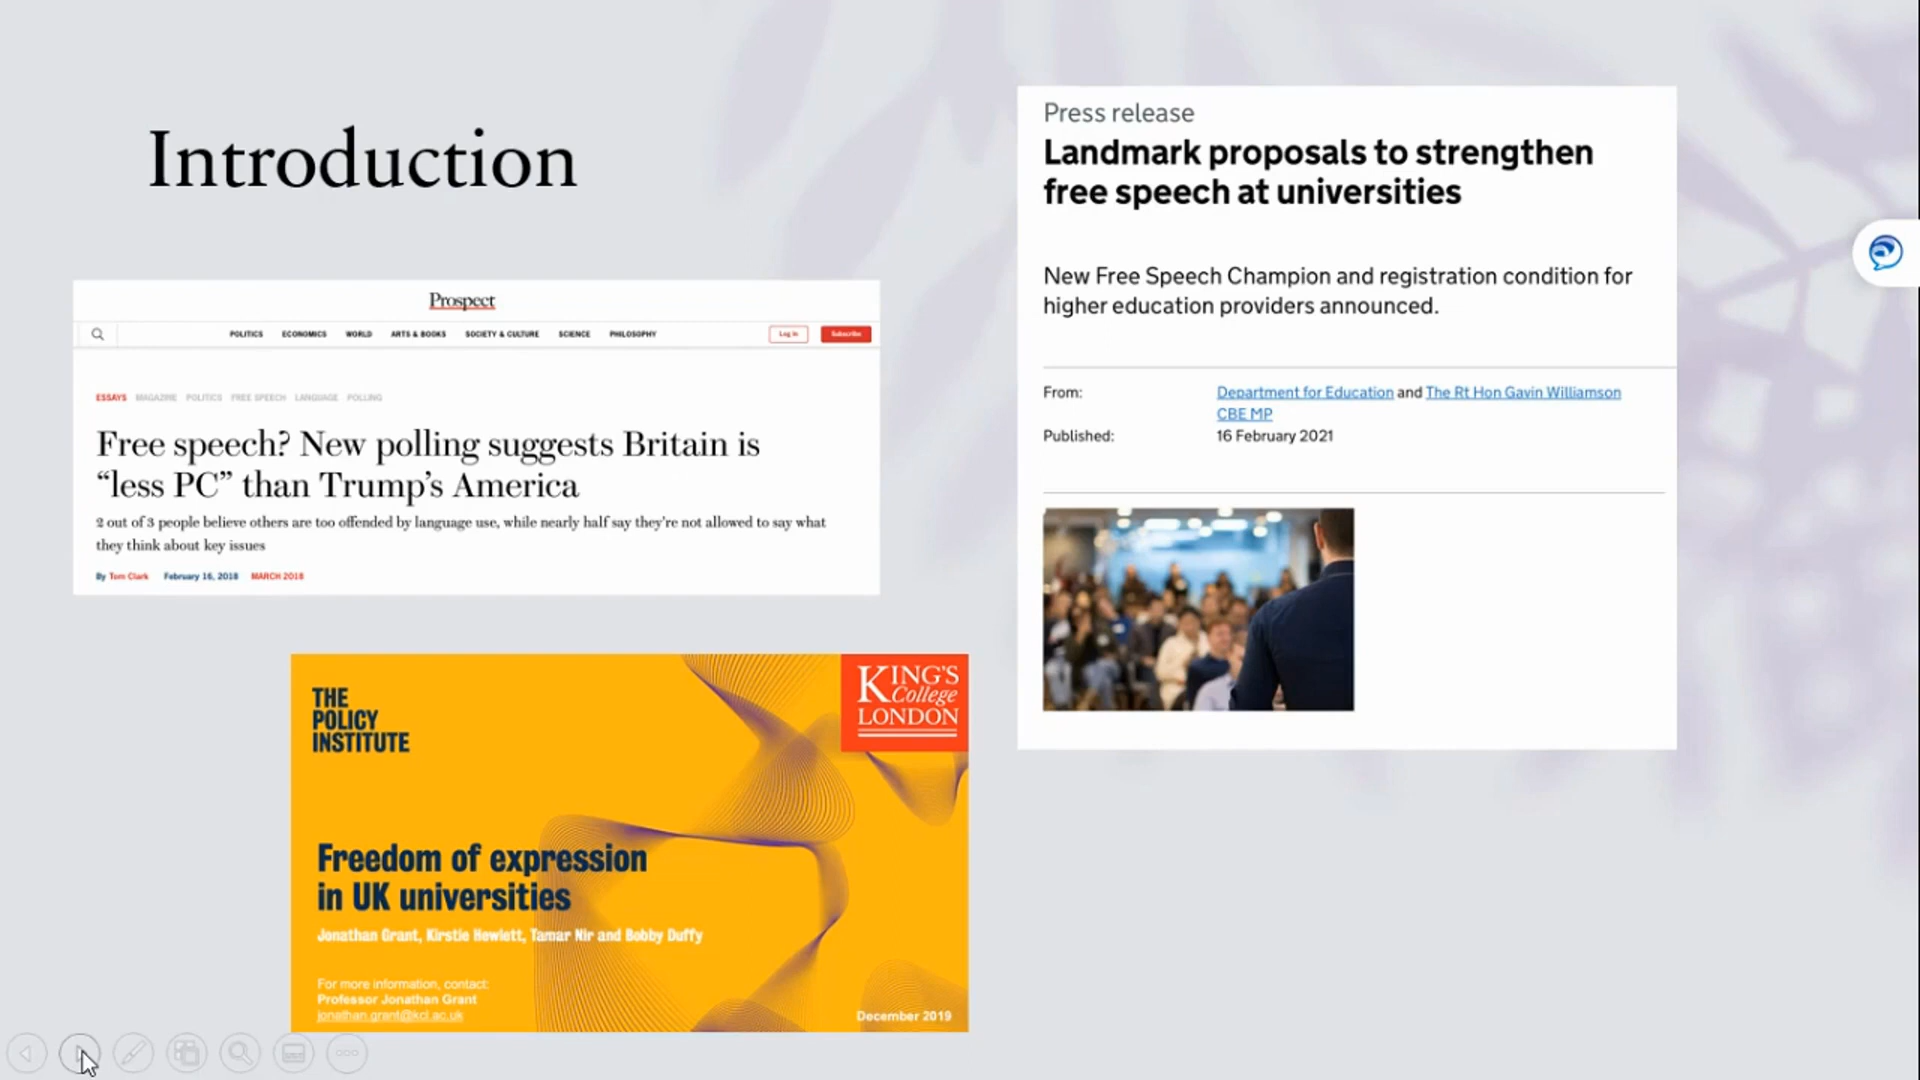 Introduction
Prospect
POLITICS ECONOMICS WORLD ARTS & BOOKS SOCIETY & CULTURE SCIENCE PHILOSOPHY Log in Subscribe
ESSAYS MAGAZINE POLITICS FREE SPEECH LANGUAGE POLLING
Free speech? New polling suggests Britain is
“less PC” than Trump’s America
2 out of 3 people believe others are too offended by language use, while nearly half say they’re not allowed to say what
they think about key issues
By Tom Clark February 16, 2018 MARCH 2018
THE
POLICY
INSTITUTE
KING'S
College
LONDON
Freedom of expression
in UK universities
Jonathan Grant, Kirstie Hewlett, Tamar Nir and Bobby Duffy
For more information, contact:
Professor Jonathan Grant
jonathan.grant@kcl.ac.uk
December 2019
Press release
Landmark proposals to strengthen
free speech at universities
New Free Speech Champion and registration condition for
higher education providers announced.
From: Department for Education and The Rt Hon Gavin Williamson
CBE MP
Published: 16 February 2021